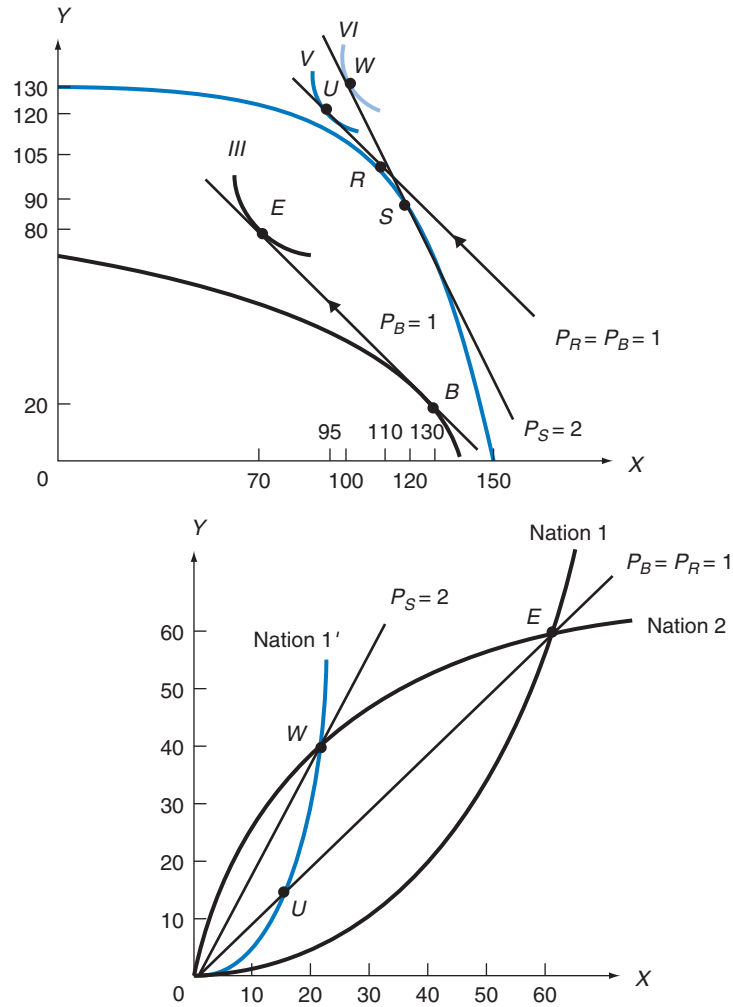 Y
VI
V
W
U
130
120
105
R
III
S
90
E
80
P_B = 1
P_R = P_B = 1
B
20
95
110
130
P_S = 2
X
0
70
100
120
150
Y
Nation 1
P_S = 2
P_B = P_R = 1
E
Nation 1′
60
Nation 2
50
W
40
30
20
U
10
0
10
20
30
40
50
60
X